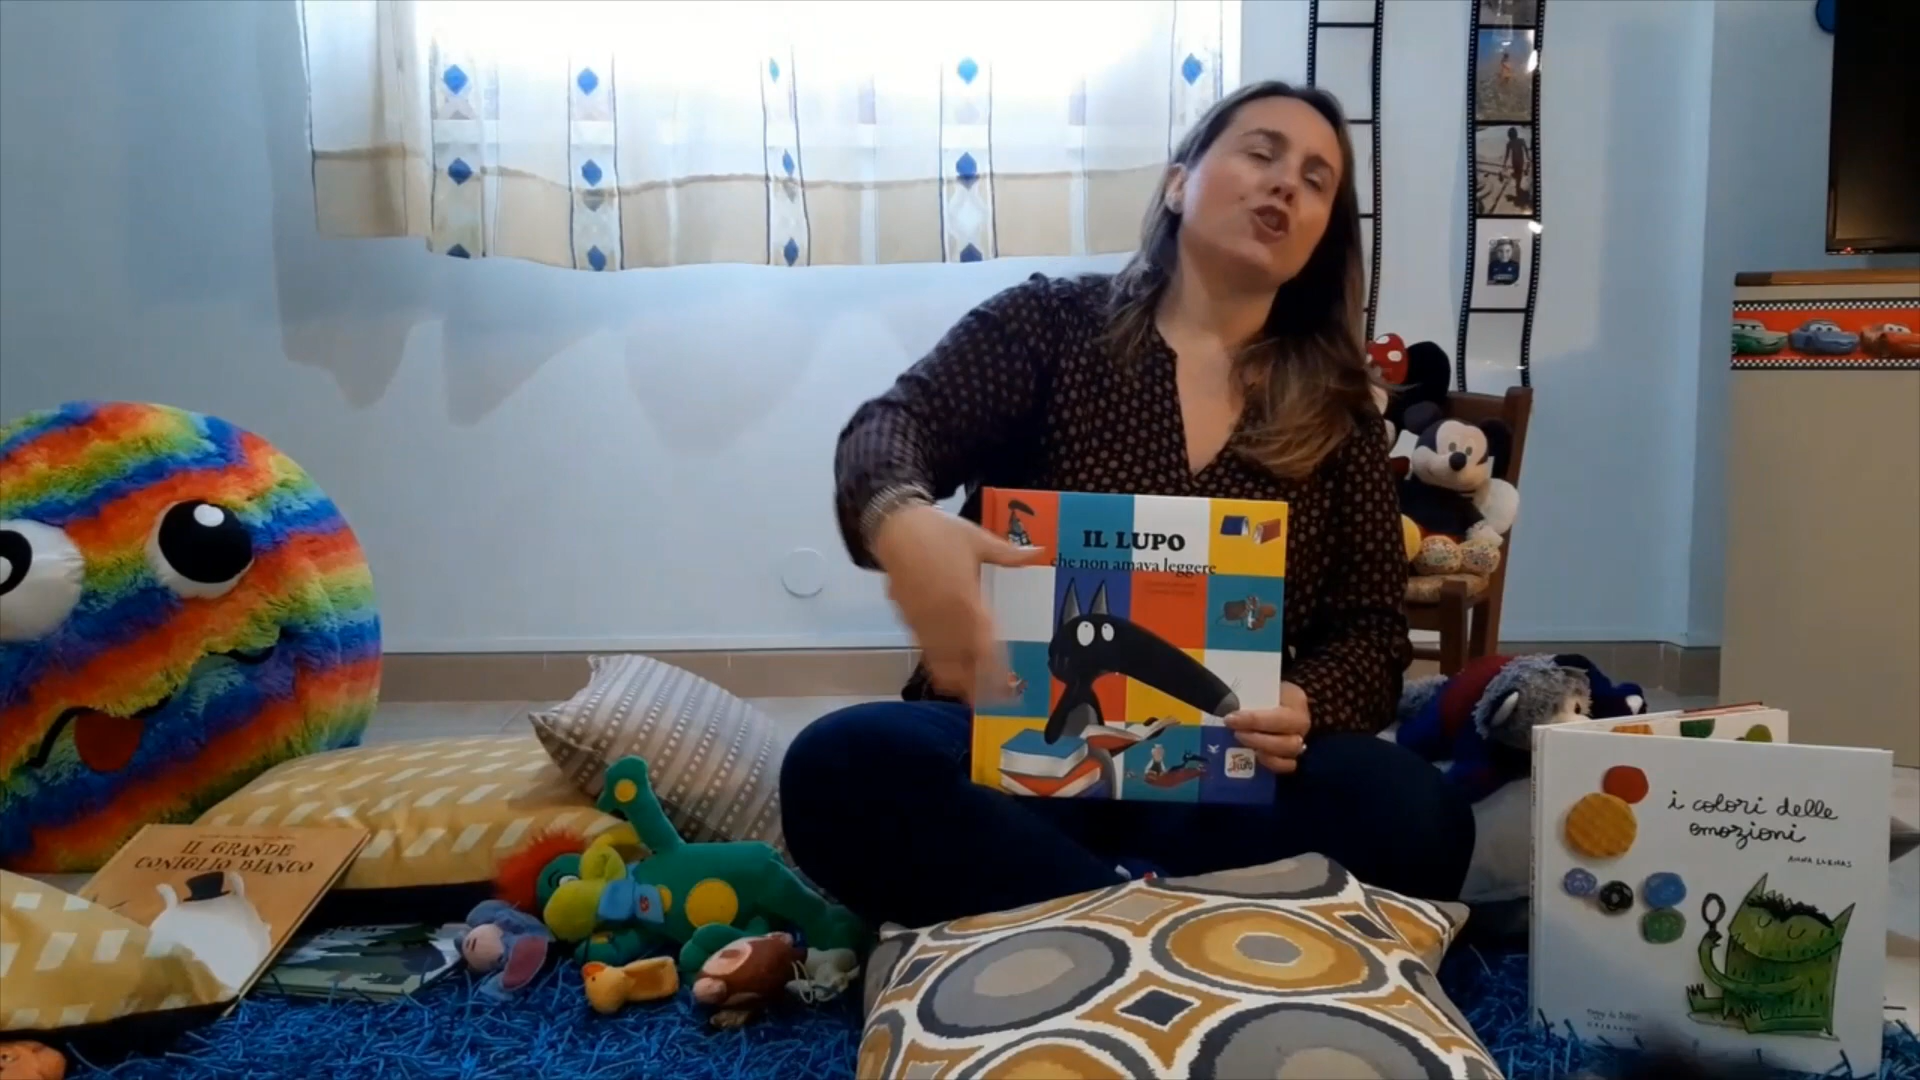 IL LUPO
che non amava leggere
IL GRANDE
CONIGLIO BIANCO
i colori delle
emozioni
ANNA LLENAS